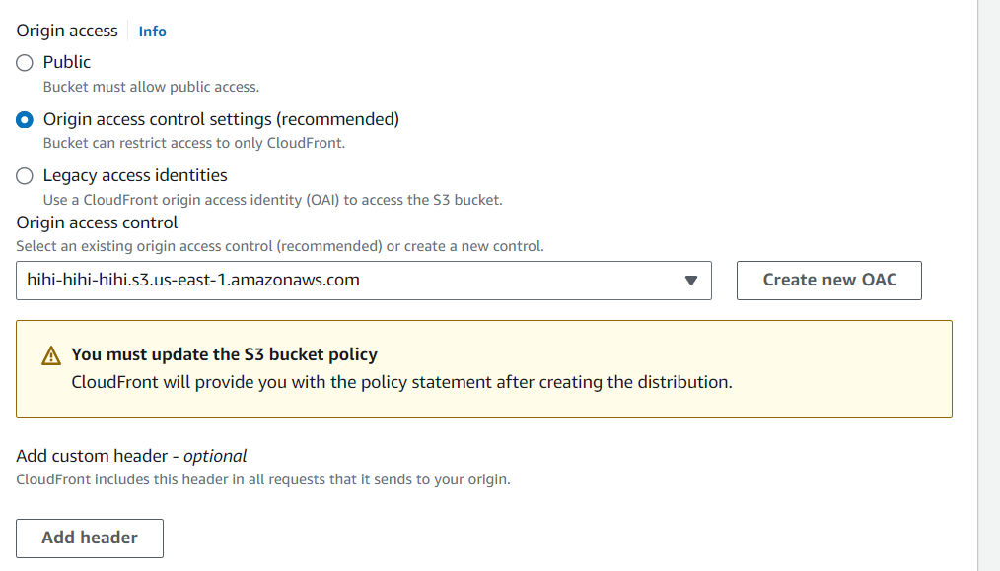 Origin access Info
Public
Bucket must allow public access.
Origin access control settings (recommended)
Bucket can restrict access to only CloudFront.
Legacy access identities
Use a CloudFront origin access identity (OAI) to access the S3 bucket.
Origin access control
Select an existing origin access control (recommended) or create a new control.
hihi-hihi-hihi.s3.us-east-1.amazonaws.com Create new OAC
You must update the S3 bucket policy
CloudFront will provide you with the policy statement after creating the distribution.
Add custom header - optional
CloudFront includes this header in all requests that it sends to your origin.
Add header